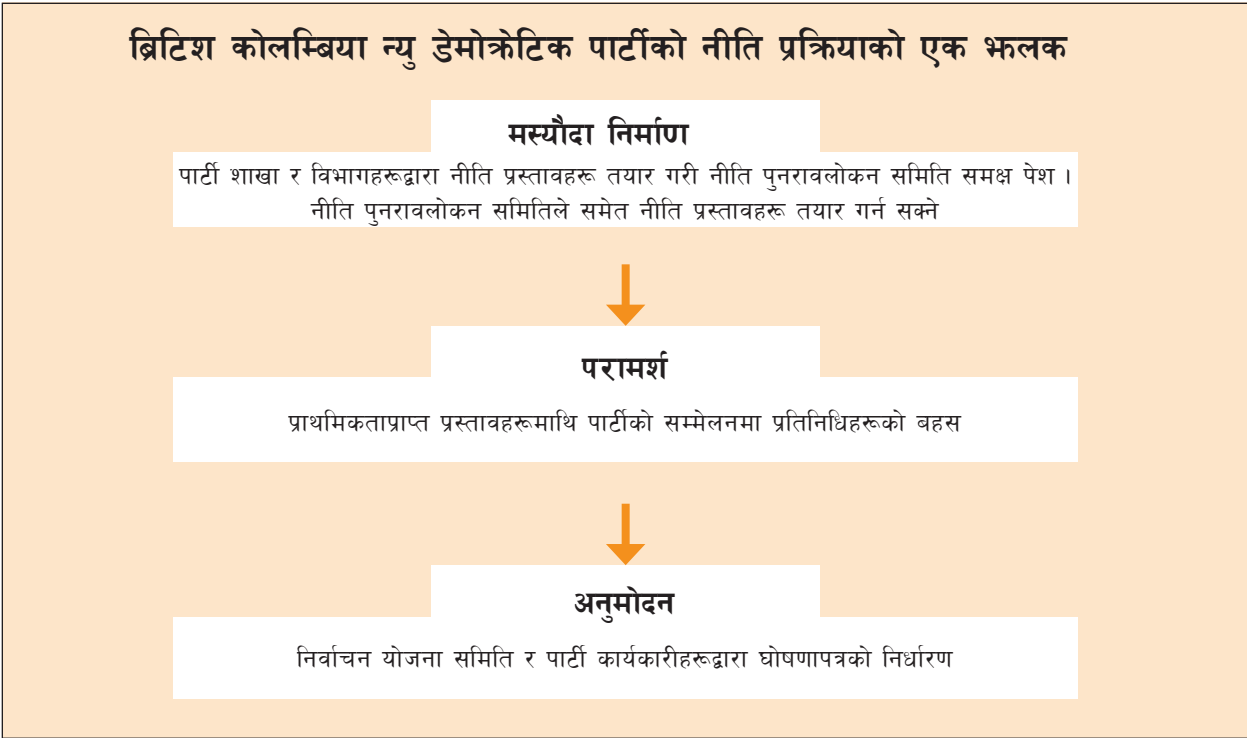 ब्रिटिश कोलम्बिया न्यु डेमोक्रेटिक पार्टीको नीति प्रक्रियाको एक झलक
मस्यौदा निर्माण
पार्टी शाखा र विभागहरूद्वारा नीति प्रस्तावहरू तयार गरी नीति पुनरावलोकन समिति समक्ष पेश ।
नीति पुनरावलोकन समितिले समेत नीति प्रस्तावहरू तयार गर्न सक्ने
परामर्श
प्राथमिकताप्राप्त प्रस्तावहरूमाथि पार्टीको सम्मेलनमा प्रतिनिधिहरूको बहस
अनुमोदन
निर्वाचन योजना समिति र पार्टी कार्यकारीहरूद्वारा घोषणापत्रको निर्धारण